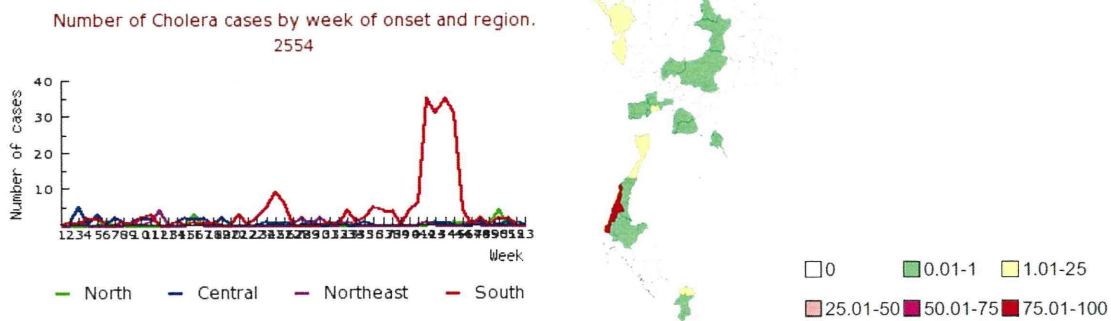 Number of Cholera cases by week of onset and region.
2554
Number of cases
40
30
20
10
Week
North Central Northeast South
0 0.01-1 1.01-25
25.01-50 50.01-75 75.01-100